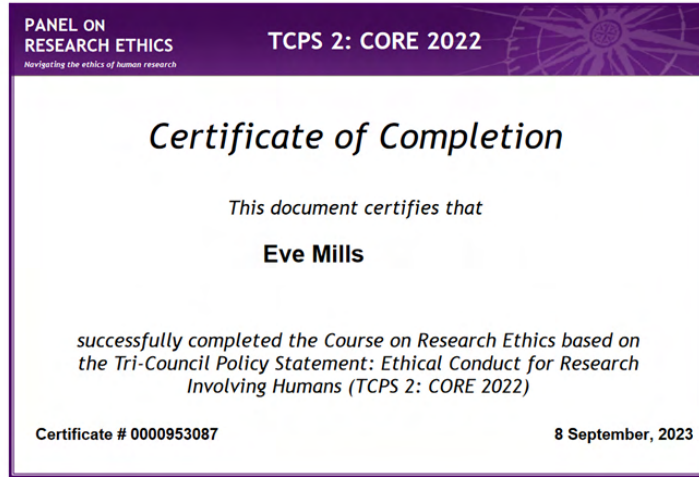 PANEL ON
RESEARCH ETHICS
Navigating the ethics of human research
TCPS 2: CORE 2022
Certificate of Completion
This document certifies that
Eve Mills
successfully completed the Course on Research Ethics based on
the Tri-Council Policy Statement: Ethical Conduct for Research
Involving Humans (TCPS 2: CORE 2022)
Certificate # 0000953087
8 September, 2023